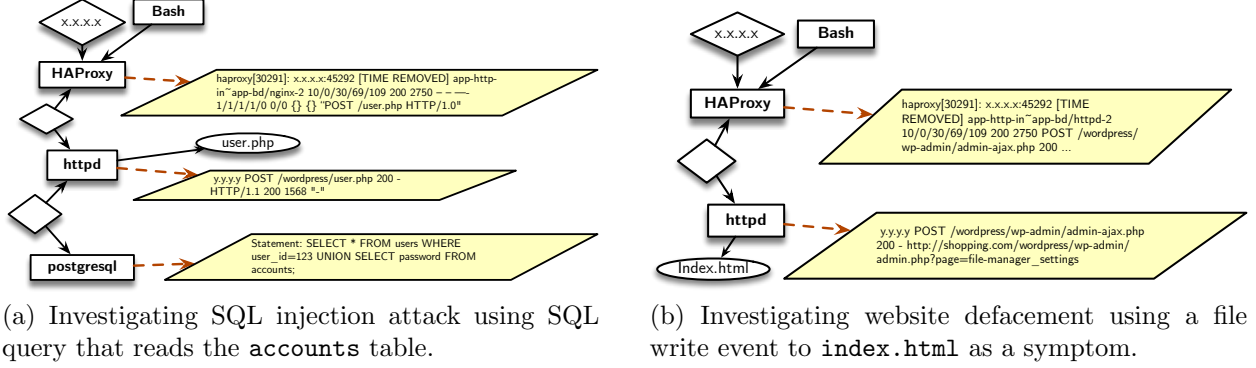 x.x.x.x
Bash
HAProxy
haproxy[30291]: x.x.x.x:45292 [TIME REMOVED] app-http-
in~app-bd/nginx-2 10/0/30/69/109 200 2750 – – —-
1/1/1/1/0 0/0 {} {} "POST /user.php HTTP/1.0"
user.php
httpd
y.y.y.y POST /wordpress/user.php 200 -
HTTP/1.1 200 1568 "-"
Statement: SELECT * FROM users WHERE
user_id=123 UNION SELECT password FROM
accounts;
postgresql
(a) Investigating SQL injection attack using SQL
query that reads the accounts table.
x.x.x.x
Bash
HAProxy
haproxy[30291]: x.x.x.x:45292 [TIME
REMOVED] app-http-in~app-bd/httpd-2
10/0/30/69/109 200 2750 POST /wordpress/
wp-admin/admin-ajax.php 200 ...
httpd
y.y.y.y POST /wordpress/wp-admin/admin-ajax.php
200 - http://shopping.com/wordpress/wp-admin/
admin.php?page=file-manager_settings
Index.html
(b) Investigating website defacement using a file
write event to index.html as a symptom.